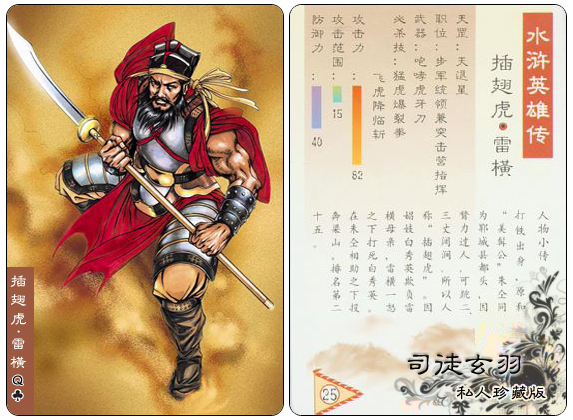 插翅虎·雷横
Q♣
水浒英雄传
插翅虎·雷横
天罡:天退星
职位:步军统领兼突击营指挥
武器:咆哮虎牙刀
必杀技:猛虎爆裂拳
飞虎降临斩
攻击力:
82
攻击范围:
15
防御力:
40
人物小传
打铁出身,原和
“美髯公”朱仝同
为郓城县都头,因
臂力过人,可跳二
三丈阔涧,所以人
称“插翅虎”。因
娼妓白秀英欺负雷
横母亲,雷横一怒
之下打死白秀英。
在朱仝相助之下投
奔梁山。排名第二
十五。
25
司徒玄羽
私人珍藏版